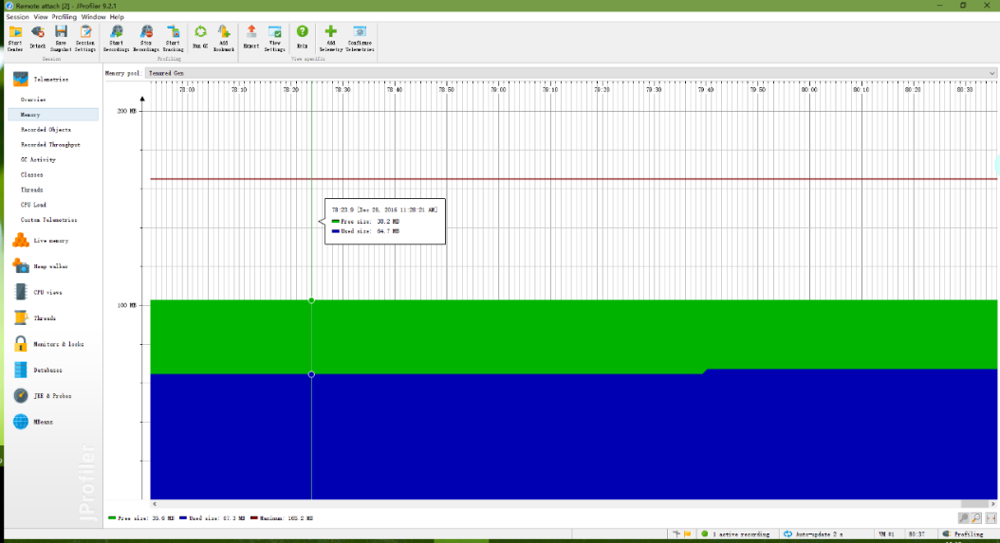 Remote attach [2] - JProfiler 9.2.1
Session View Profiling Window Help
Start Center Detach Save Snapshot Session Settings Start Recordings Stop Recordings Start Tracking Run GC Add Bookmark Export View Settings Help Add Telemetry Configure Telemetries
Session Profiling View specific
Telemetries
Overview
Memory
Recorded Objects
Recorded Throughput
GC Activity
Classes
Threads
CPU Load
Custom Telemetries
Live memory
Heap walker
CPU views
Threads
Monitors & locks
Databases
JEE & Probes
MBeans
JProfiler
Memory pool: Tenured Gen
78:00 78:10 78:20 78:30 78:40 78:50 79:00 79:10 79:20 79:30 79:40 79:50 80:00 80:10 80:20 80:30
200 MB
78:23.9 [Dec 29, 2016 11:28:21 AM]
Free size: 38.2 MB
Used size: 64.7 MB
100 MB
Free size: 35.6 MB Used size: 67.3 MB Maximum: 165.2 MB
1 active recording Auto-update 2 s VM #1 80:37 Profiling